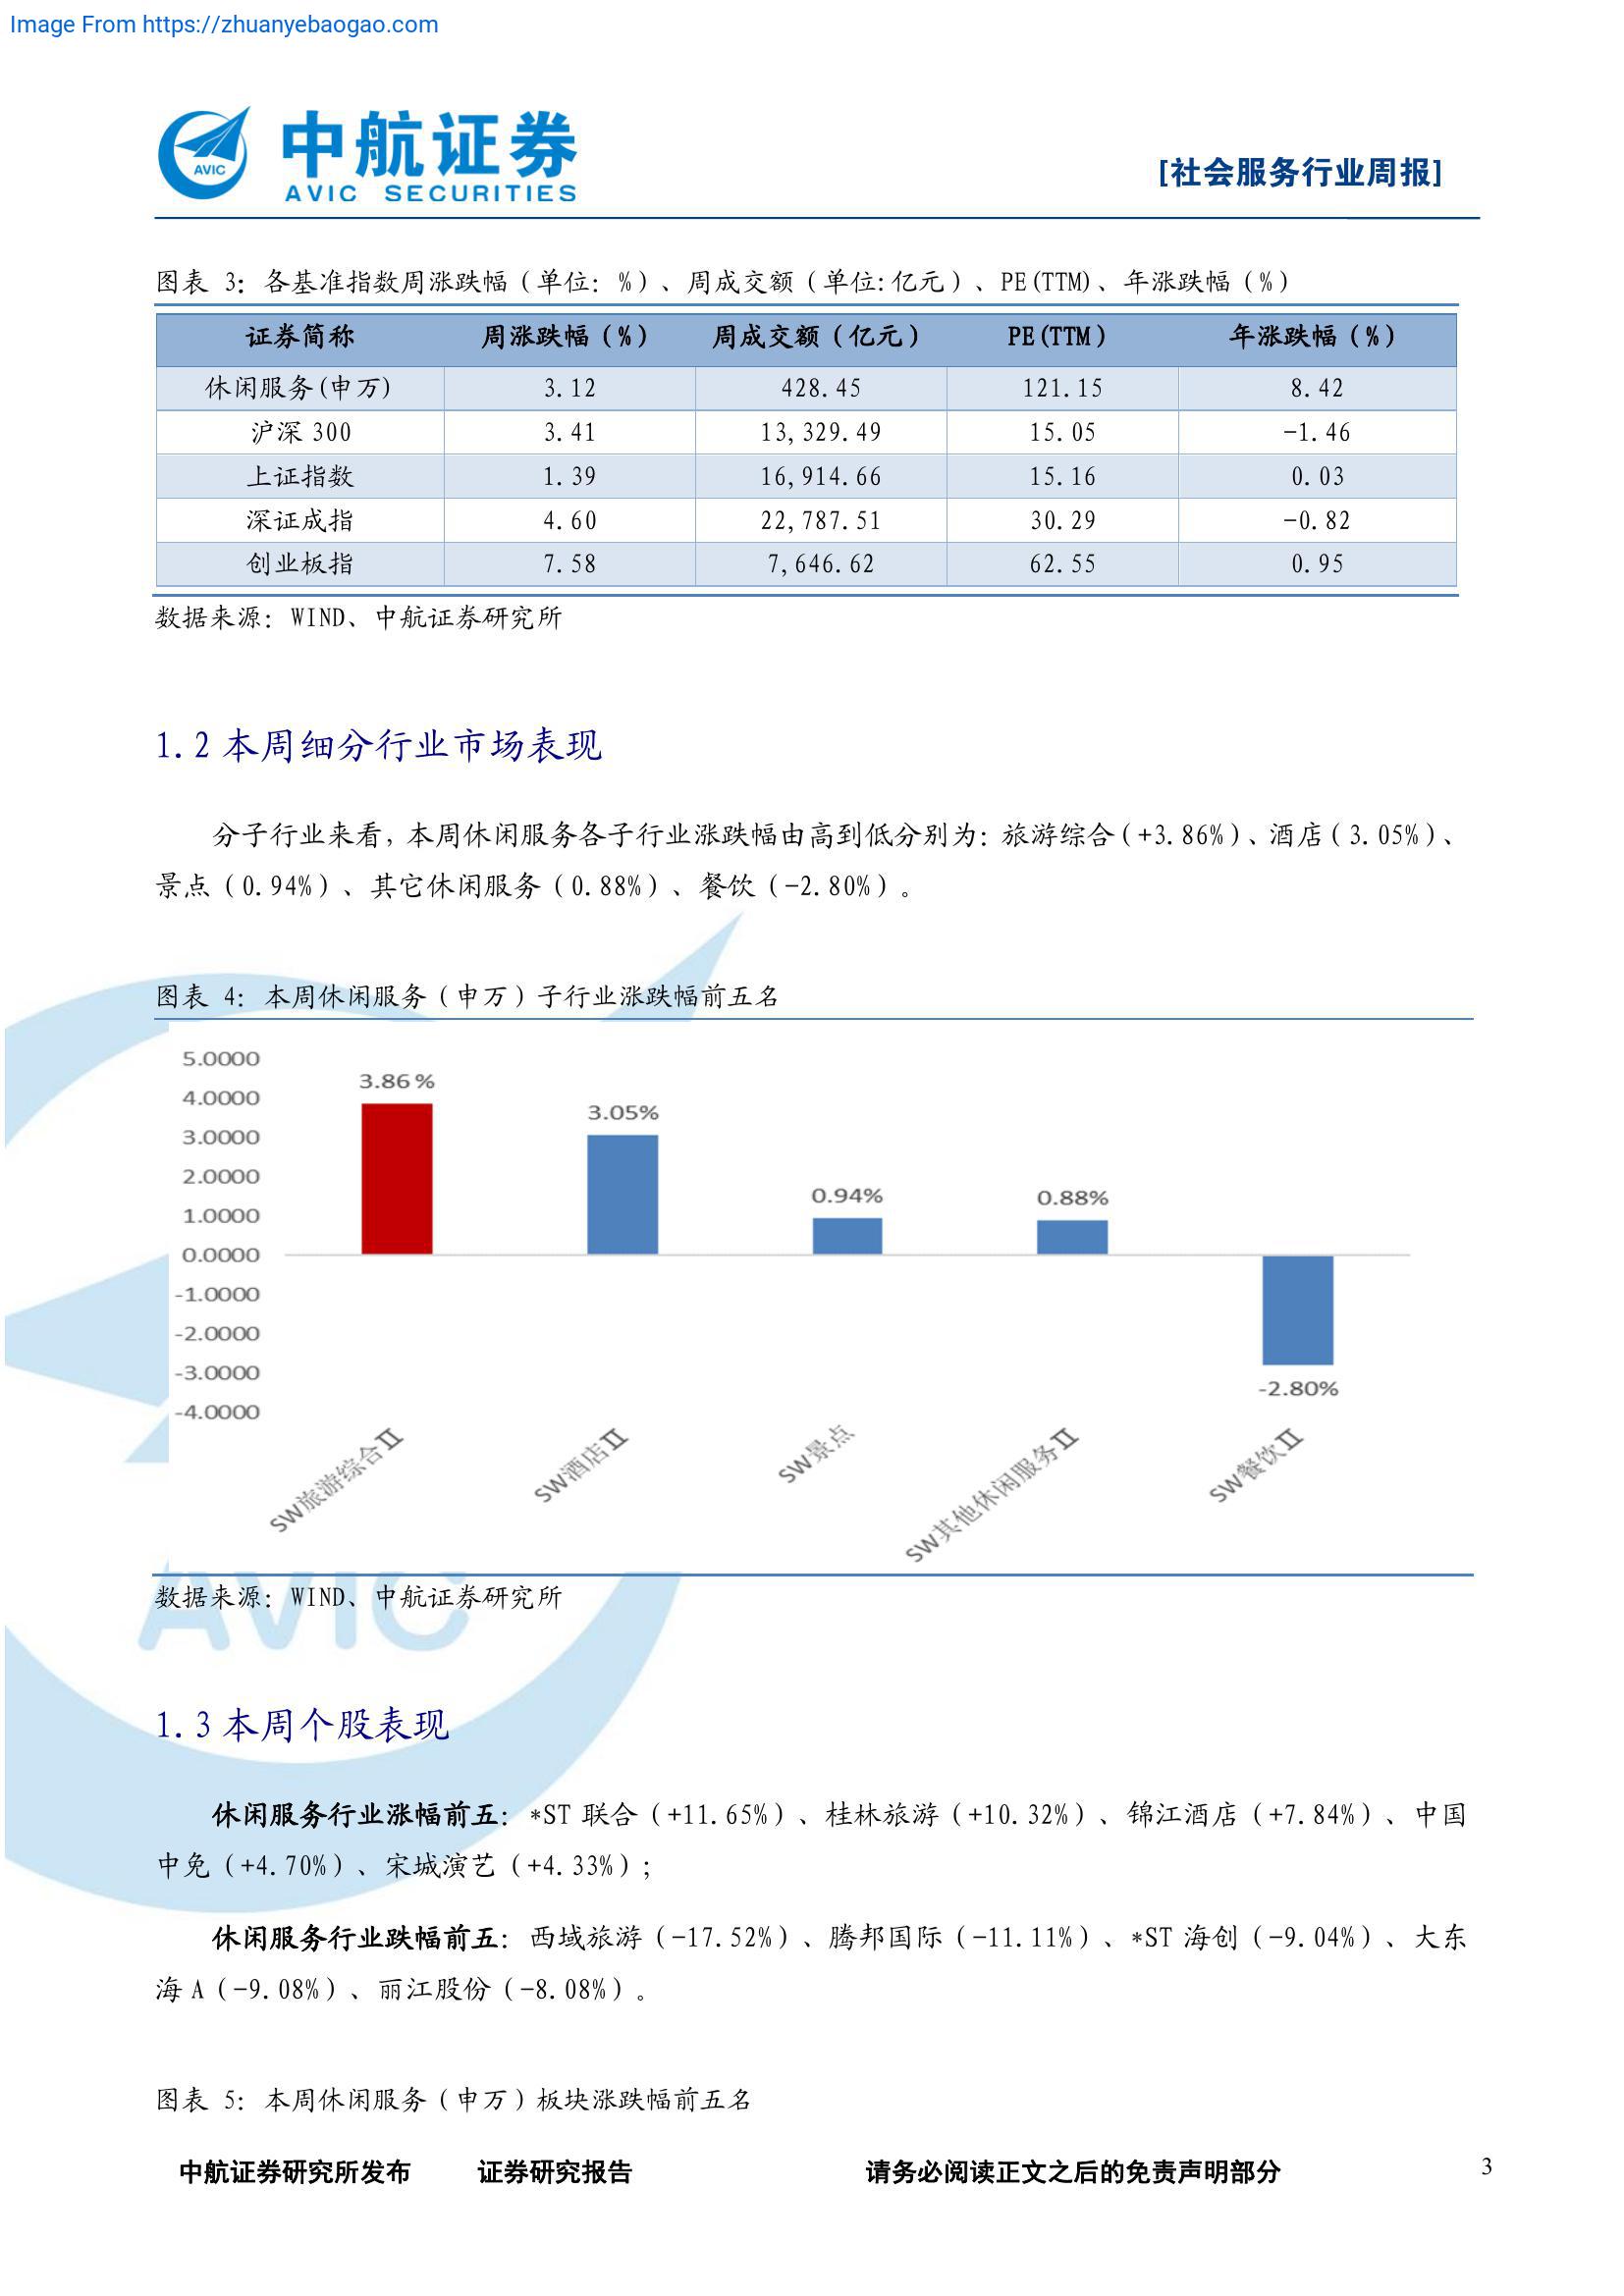 Image From https://zhuanyebaogao.com
AVIC
中航证券
AVIC SECURITIES
[社会服务行业周报]
图表 3：各基准指数周涨跌幅（单位：%）、周成交额（单位:亿元）、PE(TTM)、年涨跌幅（%）
证券简称 周涨跌幅（%） 周成交额（亿元） PE(TTM) 年涨跌幅（%）
休闲服务(申万) 3.12 428.45 121.15 8.42
沪深 300 3.41 13,329.49 15.05 -1.46
上证指数 1.39 16,914.66 15.16 0.03
深证成指 4.60 22,787.51 30.29 -0.82
创业板指 7.58 7,646.62 62.55 0.95
数据来源：WIND、中航证券研究所
1.2 本周细分行业市场表现
分子行业来看，本周休闲服务各子行业涨跌幅由高到低分别为：旅游综合（+3.86%）、酒店（3.05%）、
景点（0.94%）、其它休闲服务（0.88%）、餐饮（-2.80%）。
图表 4：本周休闲服务（申万）子行业涨跌幅前五名
5.0000
4.0000
3.0000
2.0000
1.0000
0.0000
-1.0000
-2.0000
-3.0000
-4.0000
3.86%
3.05%
0.94%
0.88%
-2.80%
SW旅游综合Ⅱ
SW酒店Ⅱ
SW景点
SW其他休闲服务Ⅱ
SW餐饮Ⅱ
数据来源：WIND、中航证券研究所
AVIC
1.3 本周个股表现
休闲服务行业涨幅前五：*ST 联合（+11.65%）、桂林旅游（+10.32%）、锦江酒店（+7.84%）、中国
中免（+4.70%）、宋城演艺（+4.33%）；
休闲服务行业跌幅前五：西域旅游（-17.52%）、腾邦国际（-11.11%）、*ST 海创（-9.04%）、大东
海 A（-9.08%）、丽江股份（-8.08%）。
图表 5：本周休闲服务（申万）板块涨跌幅前五名
中航证券研究所发布 证券研究报告 请务必阅读正文之后的免责声明部分 3